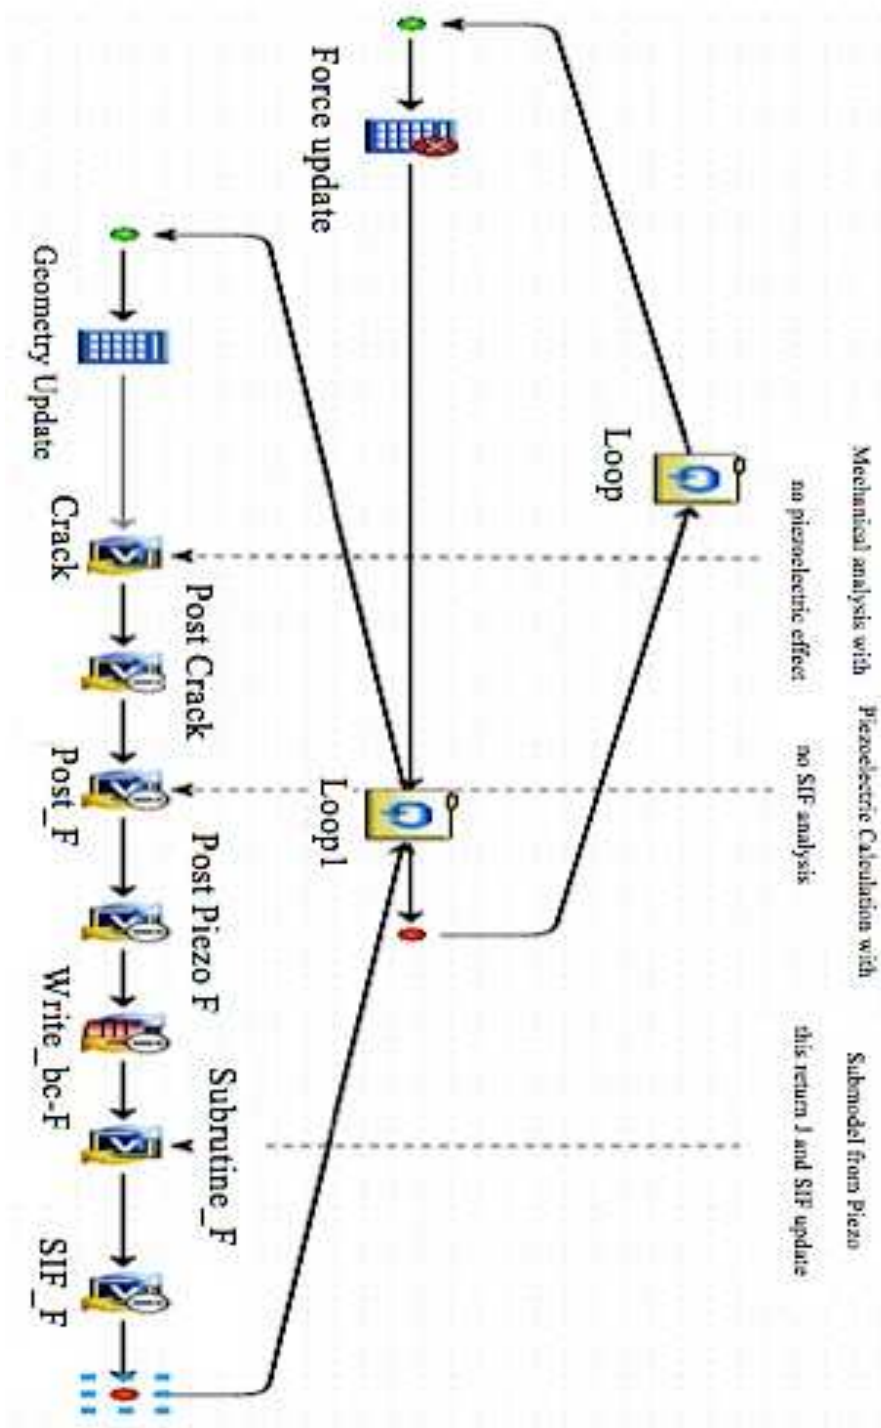 Mechanical analysis with
no piezoelectric effect
Piezoelectric Calculation with
no SIF analysis
Submodel from Piezo
this return J and SIF update
Loop
Force update
Loop1
Geometry Update
Crack
Post Crack
Post_F
Post Piezo F
Write_bc-F
Subrutine_F
SIF_F